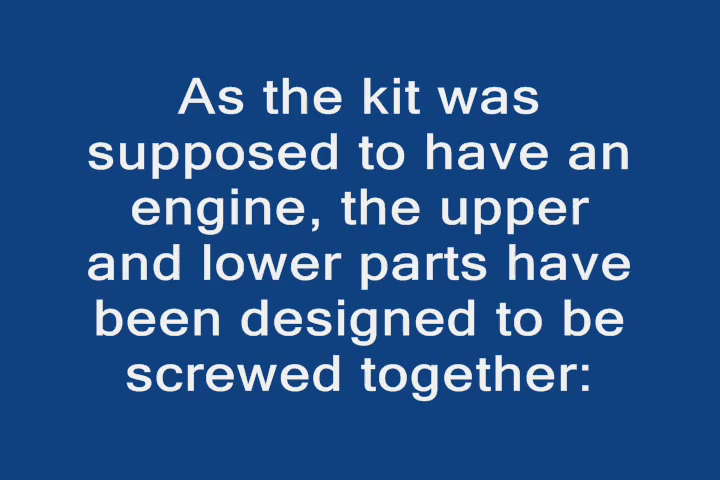 As the kit was
supposed to have an
engine, the upper
and lower parts have
been designed to be
screwed together: